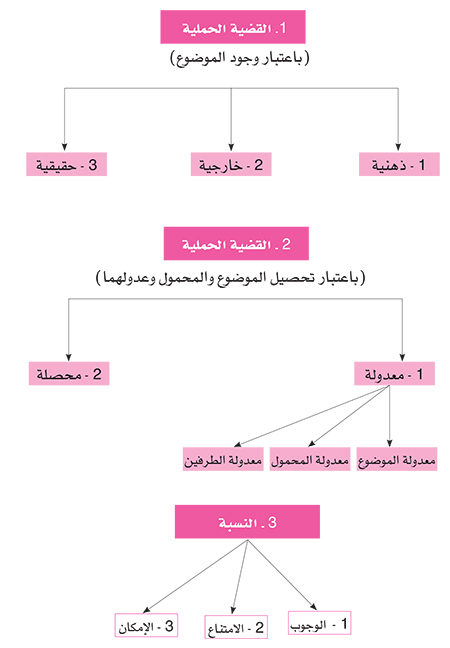 1. القضية الحملية
(باعتبار وجود الموضوع)
1 - ذهنية
2 - خارجية
3 - حقيقية
2 ـ القضية الحملية
(باعتبار تحصيل الموضوع والمحمول وعدولهما)
1 - معدولة
2 - محصلة
معدولة الموضوع
معدولة المحمول
معدولة الطرفين
3 ـ النسبة
1 - الوجوب
2 - الامتناع
3 - الإمكان